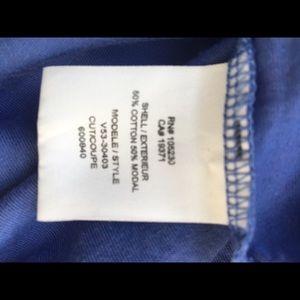 RN# 105230
CA# 19371
SHELL / EXTERIEUR
50% COTTON 50% MODAL
MODELE / STYLE
V53-30403
CUT/COUPE
600840